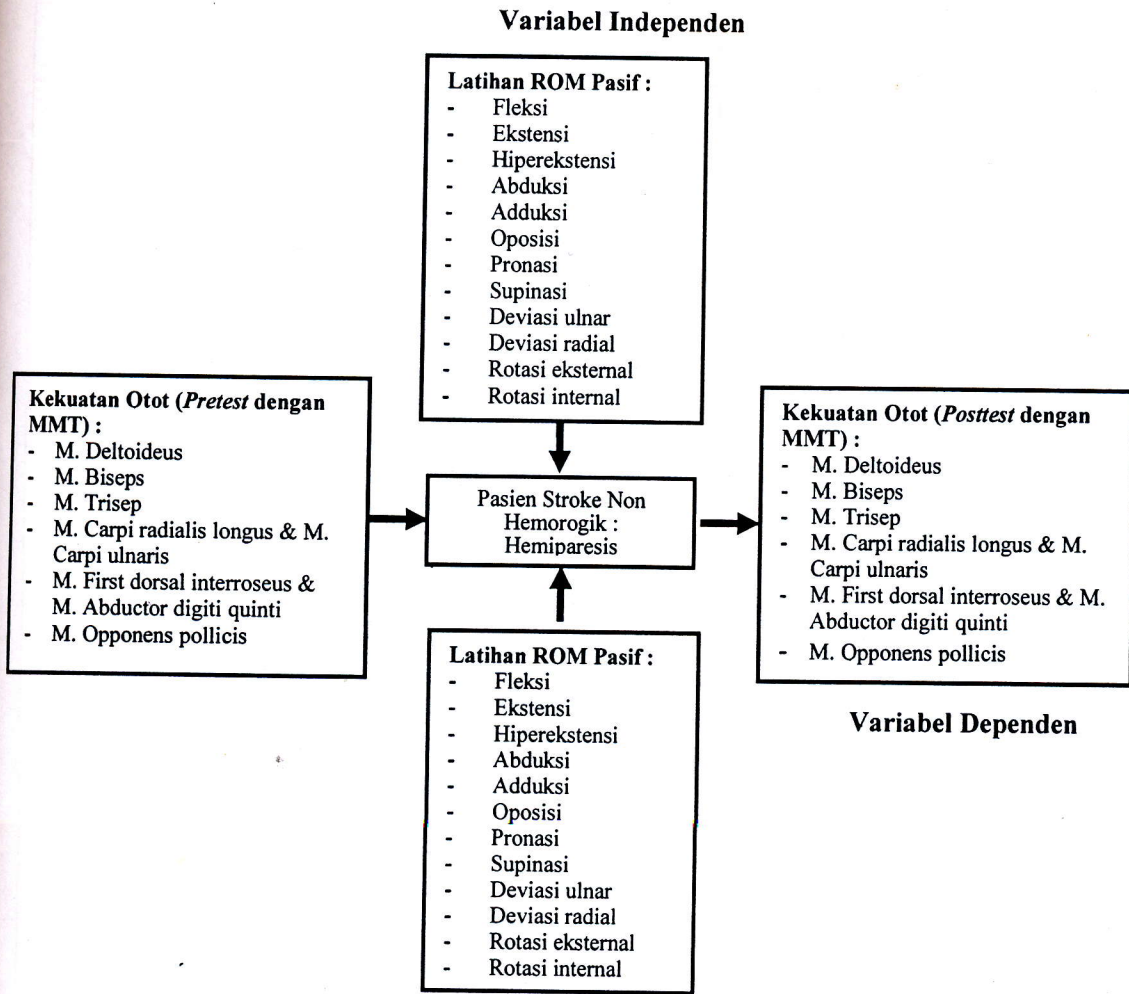 Variabel Independen
Latihan ROM Pasif :
- Fleksi
- Ekstensi
- Hiperekstensi
- Abduksi
- Adduksi
- Oposisi
- Pronasi
- Supinasi
- Deviasi ulnar
- Deviasi radial
- Rotasi eksternal
- Rotasi internal
Kekuatan Otot (Pretest dengan
MMT) :
- M. Deltoideus
- M. Biseps
- M. Trisep
- M. Carpi radialis longus & M.
Carpi ulnaris
- M. First dorsal interroseus &
M. Abductor digiti quinti
- M. Opponens pollicis
Pasien Stroke Non
Hemorogik :
Hemiparesis
Kekuatan Otot (Posttest dengan
MMT) :
- M. Deltoideus
- M. Biseps
- M. Trisep
- M. Carpi radialis longus & M.
Carpi ulnaris
- M. First dorsal interroseus & M.
Abductor digiti quinti
- M. Opponens pollicis
Variabel Dependen
Latihan ROM Pasif :
- Fleksi
- Ekstensi
- Hiperekstensi
- Abduksi
- Adduksi
- Oposisi
- Pronasi
- Supinasi
- Deviasi ulnar
- Deviasi radial
- Rotasi eksternal
- Rotasi internal